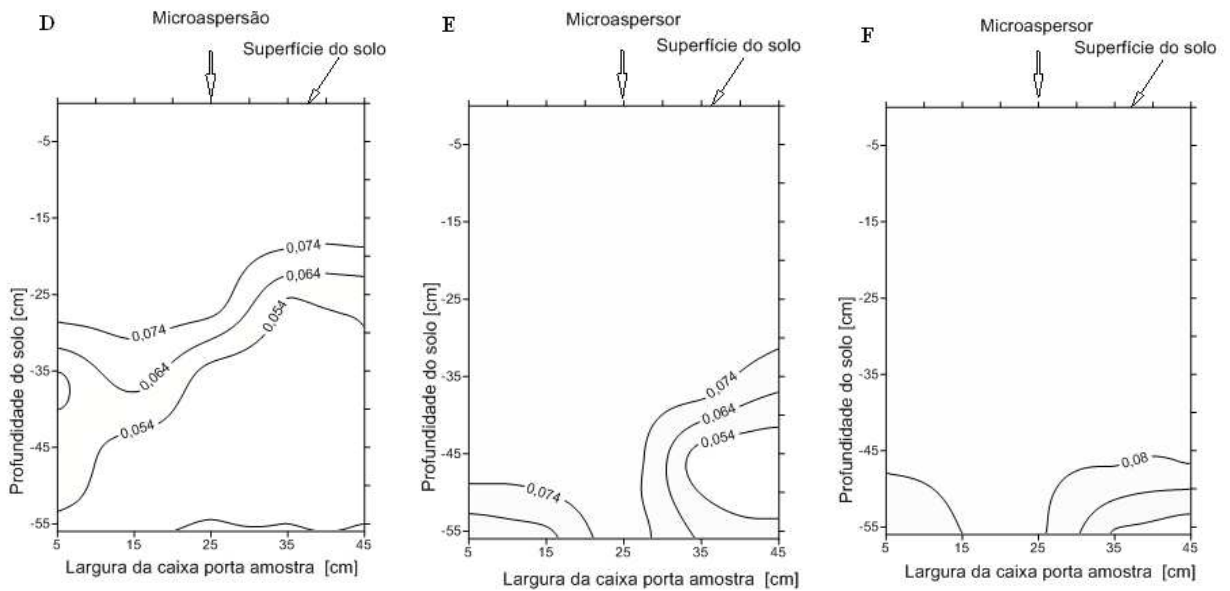 D
Microaspersão
Superfície do solo
-5
-15
-25
-35
-45
-55
Profundidade do solo [cm]
0,074
0,064
0,054
0,074
0,064
0,054
5
15
25
35
45
Largura da caixa porta amostra [cm]
E
Microaspersor
Superfície do solo
-5
-15
-25
-35
-45
-55
Profundidade do solo [cm]
0,074
0,064
0,054
0,074
5
15
25
35
45
Largura da caixa porta amostra [cm]
F
Microaspersor
Superfície do solo
-5
-15
-25
-35
-45
-55
Profundidade do solo [cm]
0,08
5
15
25
35
45
Largura da caixa porta amostra [cm]